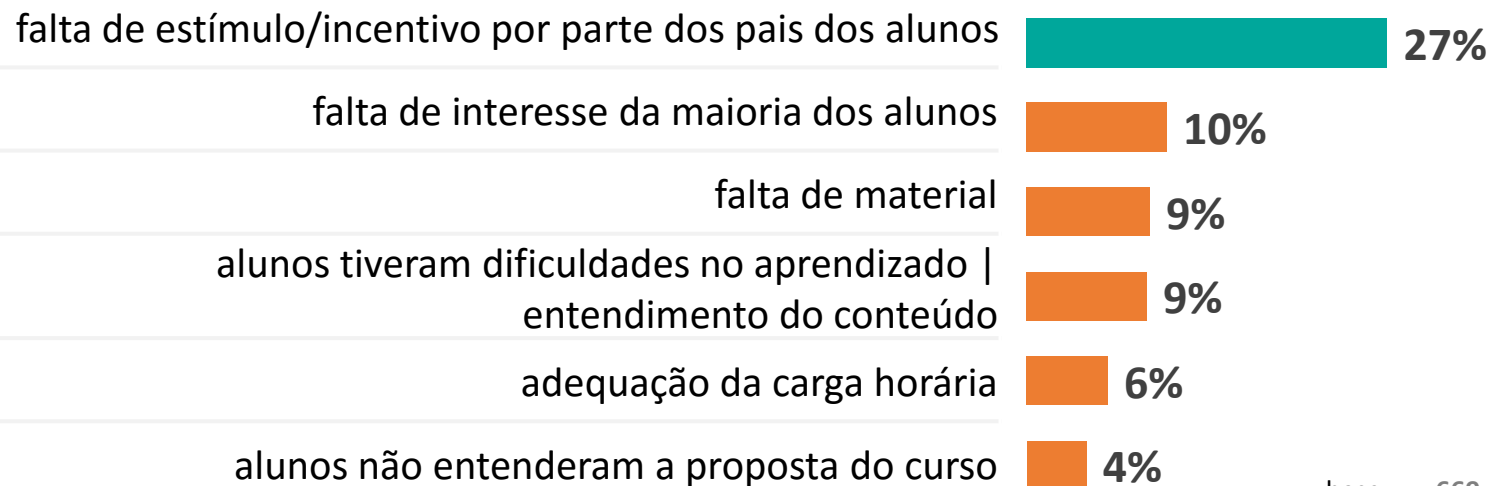 falta de estímulo/incentivo por parte dos pais dos alunos 27%
falta de interesse da maioria dos alunos 10%
falta de material 9%
alunos tiveram dificuldades no aprendizado |
entendimento do conteúdo 9%
adequação da carga horária 6%
alunos não entenderam a proposta do curso 4%